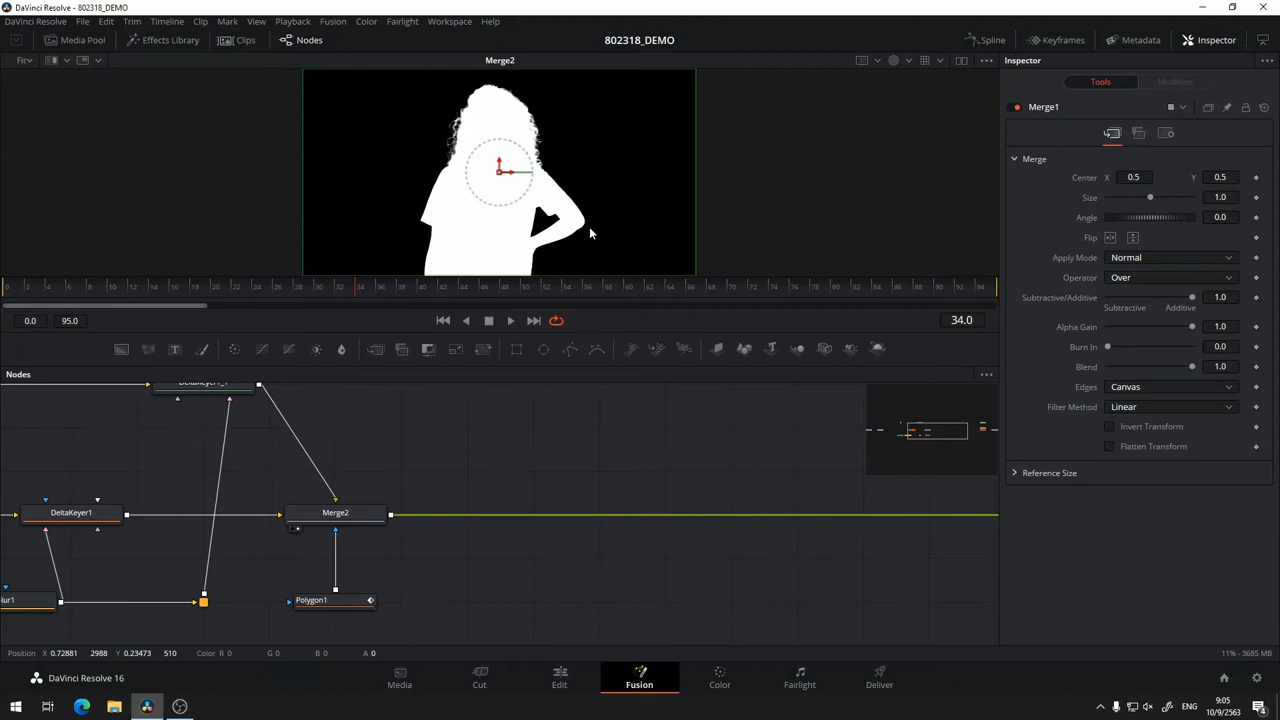 DaVinci Resolve - 802318_DEMO
DaVinci Resolve File Edit Trim Timeline Clip Mark View Playback Fusion Color Fairlight Workspace Help
Media Pool Effects Library Clips Nodes 802318_DEMO Spline Keyframes Metadata Inspector
Fit Merge2 Inspector
Tools Modifiers
Merge1
Merge
Center X 0.5 Y 0.5
Size 1.0
Angle 0.0
Flip
Apply Mode Normal
Operator Over
Subtractive/Additive 1.0
Subtractive Additive
Alpha Gain 1.0
Burn In 0.0
Blend 1.0
Edges Canvas
Filter Method Linear
Invert Transform
Flatten Transform
Reference Size
0 2 4 6 8 10 12 14 16 18 20 22 24 26 28 30 32 34 36 38 40 42 44 46 48 50 52 54 56 58 60 62 64 66 68 70 72 74 76 78 80 82 84 86 88 90 92 94
0.0 95.0 34.0
Nodes
DeltaKeyer1_1
DeltaKeyer1 Merge2
lur1 Polygon1
Position X 0.72881 2988 Y 0.23473 510 Color R 0 G 0 B 0 A 0 11% - 3685 MB
DaVinci Resolve 16 Media Cut Edit Fusion Color Fairlight Deliver
ENG 9:05
10/9/2563 4